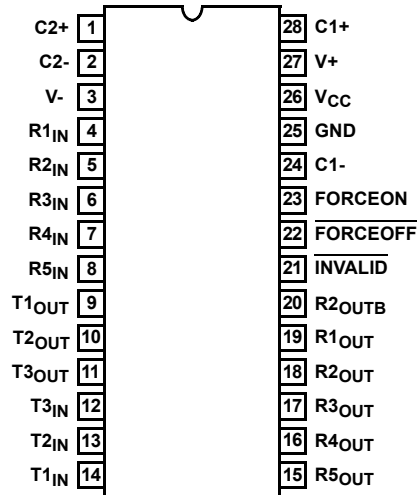 C2+ 1 28 C1+
C2- 2 27 V+
V- 3 26 VCC
R1IN 4 25 GND
R2IN 5 24 C1-
R3IN 6 23 FORCEON
R4IN 7 22 FORCEOFF
R5IN 8 21 INVALID
T1OUT 9 20 R2OUTB
T2OUT 10 19 R1OUT
T3OUT 11 18 R2OUT
T3IN 12 17 R3OUT
T2IN 13 16 R4OUT
T1IN 14 15 R5OUT